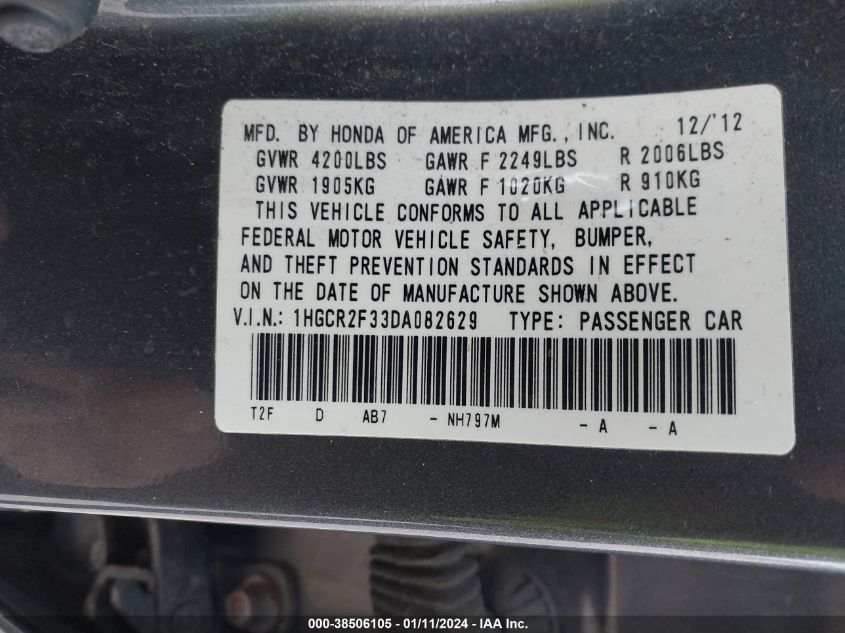 MFD. BY HONDA OF AMERICA MFG., INC. 12/'12
GVWR 4200LBS GAWR F 2249LBS R 2006LBS
GVWR 1905KG GAWR F 1020KG R 910KG
THIS VEHICLE CONFORMS TO ALL APPLICABLE
FEDERAL MOTOR VEHICLE SAFETY, BUMPER,
AND THEFT PREVENTION STANDARDS IN EFFECT
ON THE DATE OF MANUFACTURE SHOWN ABOVE.
V.I.N.: 1HGCR2F33DA082629 TYPE: PASSENGER CAR
T2F D AB7 - NH797M - A - A
000-38506105 - 01/11/2024 - IAA Inc.